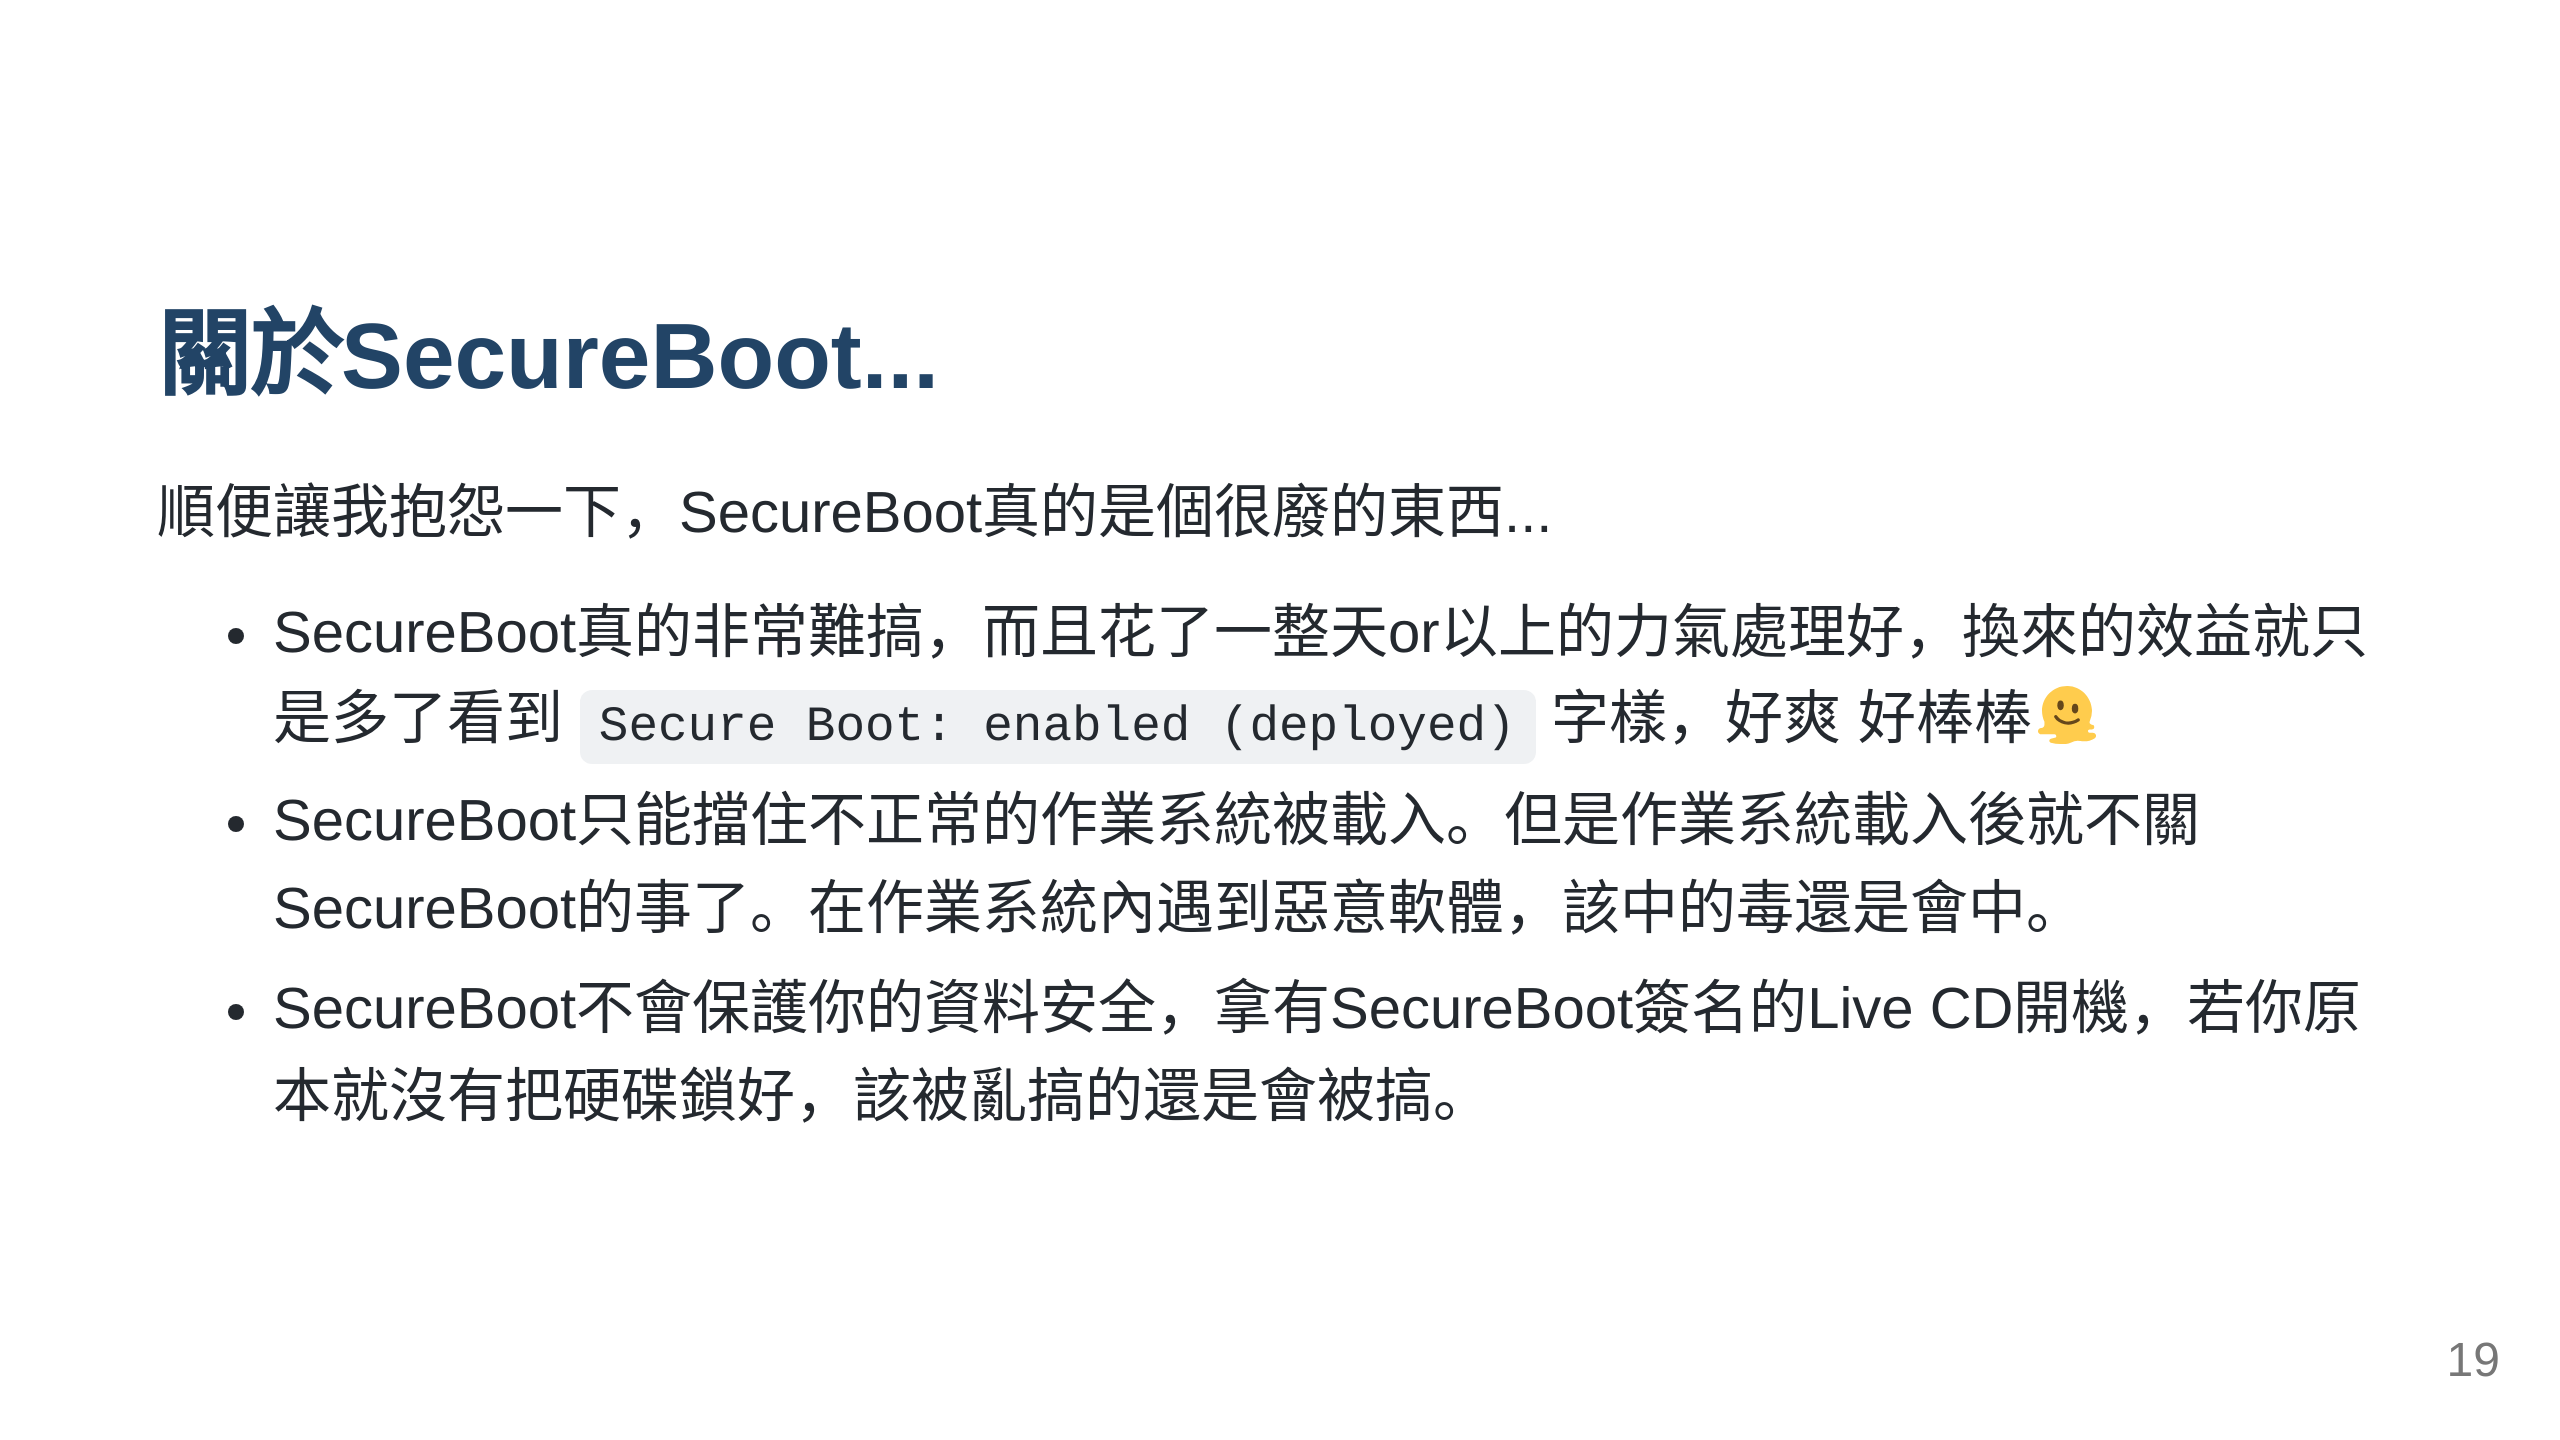 關於SecureBoot...
順便讓我抱怨一下，SecureBoot真的是個很廢的東西...
• SecureBoot真的非常難搞，而且花了一整天or以上的力氣處理好，換來的效益就只
是多了看到 Secure Boot: enabled (deployed) 字樣，好爽 好棒棒🫠
• SecureBoot只能擋住不正常的作業系統被載入。但是作業系統載入後就不關
SecureBoot的事了。在作業系統內遇到惡意軟體，該中的毒還是會中。
• SecureBoot不會保護你的資料安全，拿有SecureBoot簽名的Live CD開機，若你原
本就沒有把硬碟鎖好，該被亂搞的還是會被搞。
19